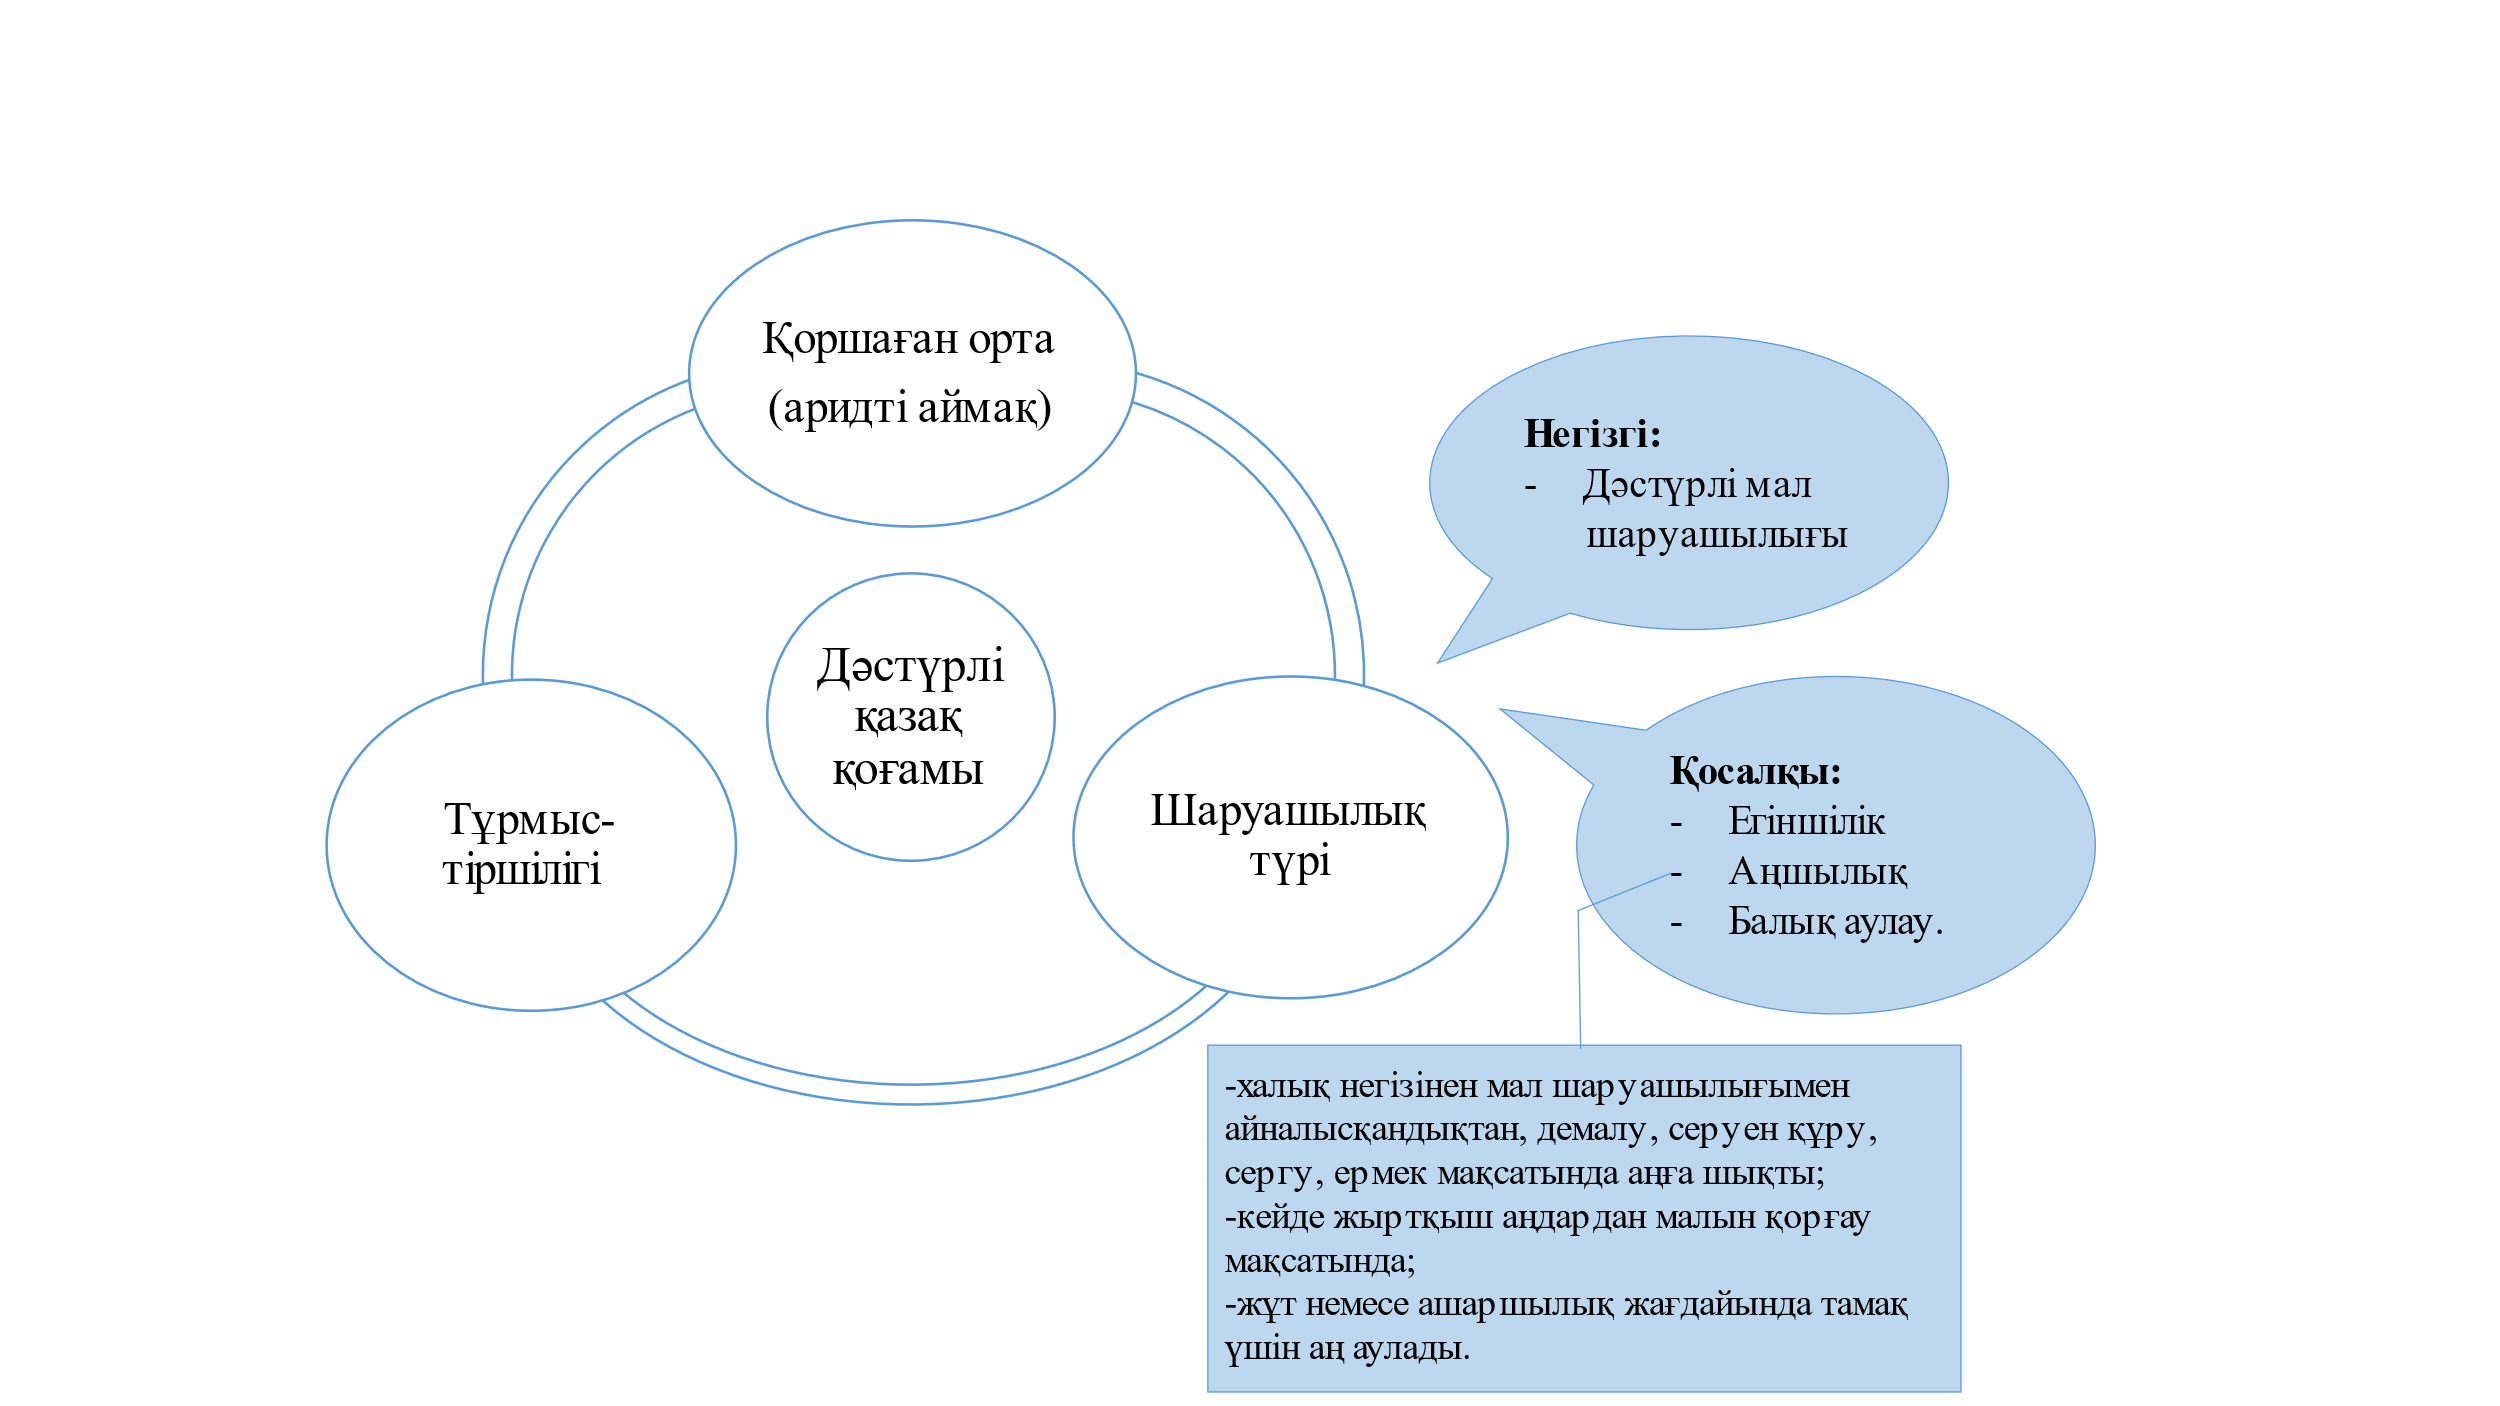 Қоршаған орта
(аридті аймақ)
Дәстүрлі
қазақ
қоғамы
Тұрмыс-
тіршілігі
Шаруашылық
түрі
Негізгі:
- Дәстүрлі мал
шаруашылығы
Қосалқы:
- Егіншілік
- Аңшылық
- Балық аулау.
-халық негізінен мал шаруашылығымен
айналысқандықтан, демалу, серуен құру,
сергу, ермек мақсатында аңға шықты;
-кейде жыртқыш аңдардан малын қорғау
мақсатында;
-жұт немесе ашаршылық жағдайында тамақ
үшін аң аулады.